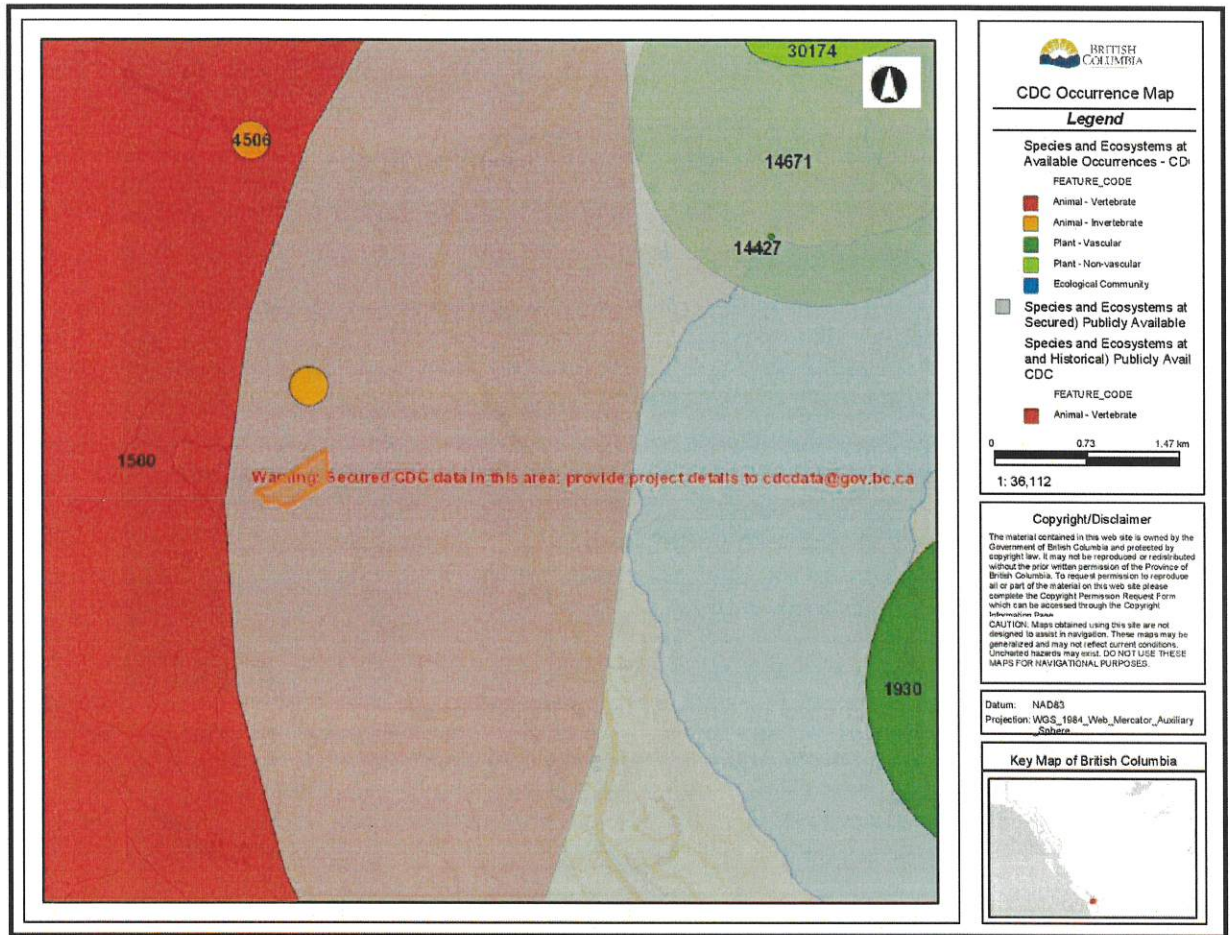 30174
4506
14671
14427
1500
Warning: Secured CDC data in this area: provide project details to cdcdata@gov.bc.ca
1930
BRITISH
COLUMBIA
CDC Occurrence Map
Legend
Species and Ecosystems at
Available Occurrences - CD
FEATURE_CODE
Animal - Vertebrate
Animal - Invertebrate
Plant - Vascular
Plant - Non-vascular
Ecological Community
Species and Ecosystems at
Secured) Publicly Available
Species and Ecosystems at
and Historical) Publicly Avail
CDC
FEATURE_CODE
Animal - Vertebrate
0 0.73 1.47 km
1: 36,112
Copyright/Disclaimer
The material contained in this web site is owned by the
Government of British Columbia and protected by
copyright law. It may not be reproduced or redistributed
without the prior written permission of the Province of
British Columbia. To request permission to reproduce
all or part of the material on this web site please
complete the Copyright Permission Request Form
which can be accessed through the Copyright
Information Page
CAUTION: Maps obtained using this site are not
designed to assist in navigation. These maps may be
generalized and may not reflect current conditions.
Uncharted hazards may exist. DO NOT USE THESE
MAPS FOR NAVIGATIONAL PURPOSES.
Datum: NAD83
Projection: WGS_1984_Web_Mercator_Auxiliary
_Sphere
Key Map of British Columbia